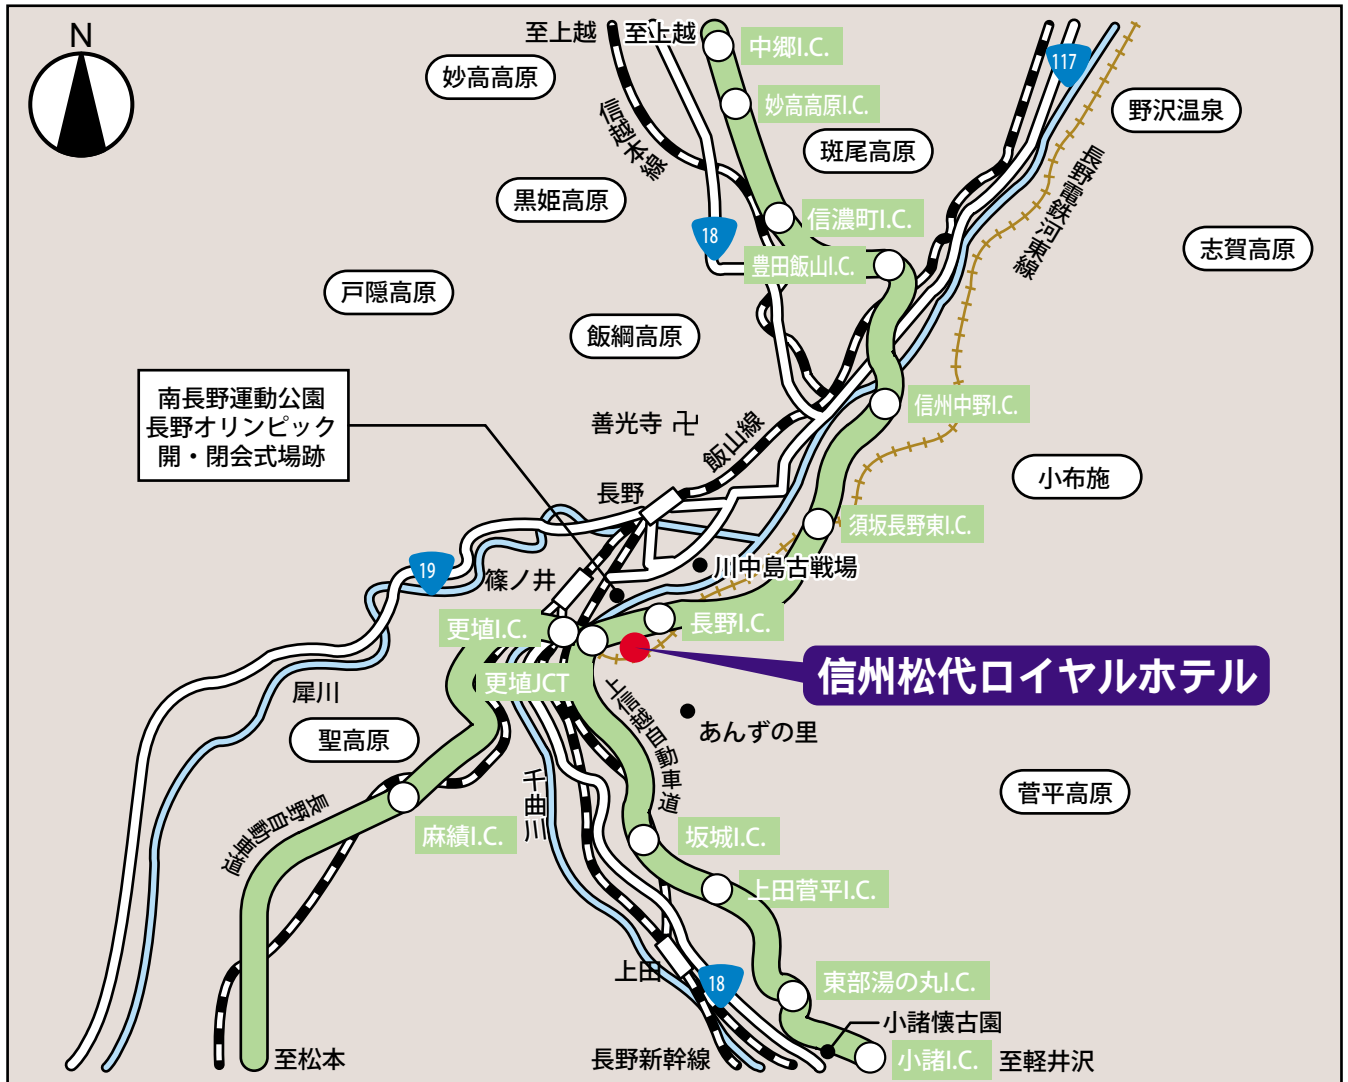 N
至上越
至上越
中郷I.C.
117
妙高高原
妙高高原I.C.
野沢温泉
信越本線
斑尾高原
長野電鉄河東線
黒姫高原
信濃町I.C.
18
志賀高原
豊田飯山I.C.
戸隠高原
飯綱高原
南長野運動公園
長野オリンピック
開・閉会式場跡
信州中野I.C.
善光寺 卍
飯山線
小布施
長野
須坂長野東I.C.
19
篠ノ井
川中島古戦場
更埴I.C.
長野I.C.
信州松代ロイヤルホテル
更埴JCT
犀川
上信越自動車道
あんずの里
聖高原
千曲川
菅平高原
長野自動車道
麻績I.C.
坂城I.C.
上田菅平I.C.
上田
18
東部湯の丸I.C.
小諸懐古園
至松本
長野新幹線
小諸I.C.
至軽井沢